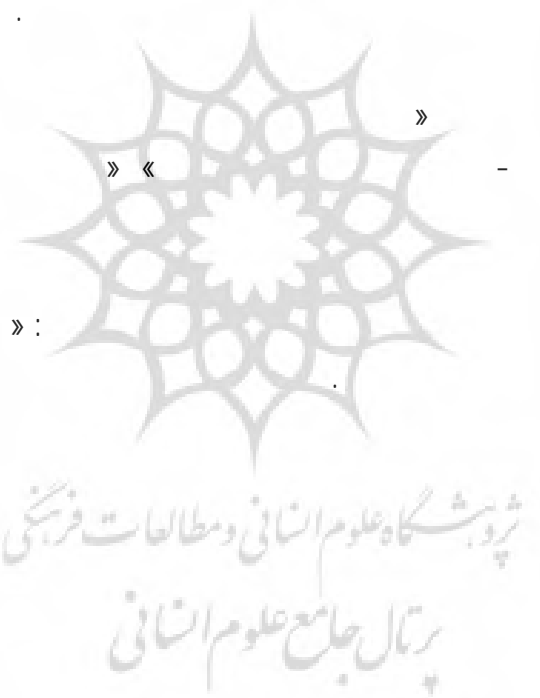 .
»
» « -
» :
.
پژوهشگاه علوم انسانی و مطالعات فرهنگی
پرتال جامع علوم انسانی